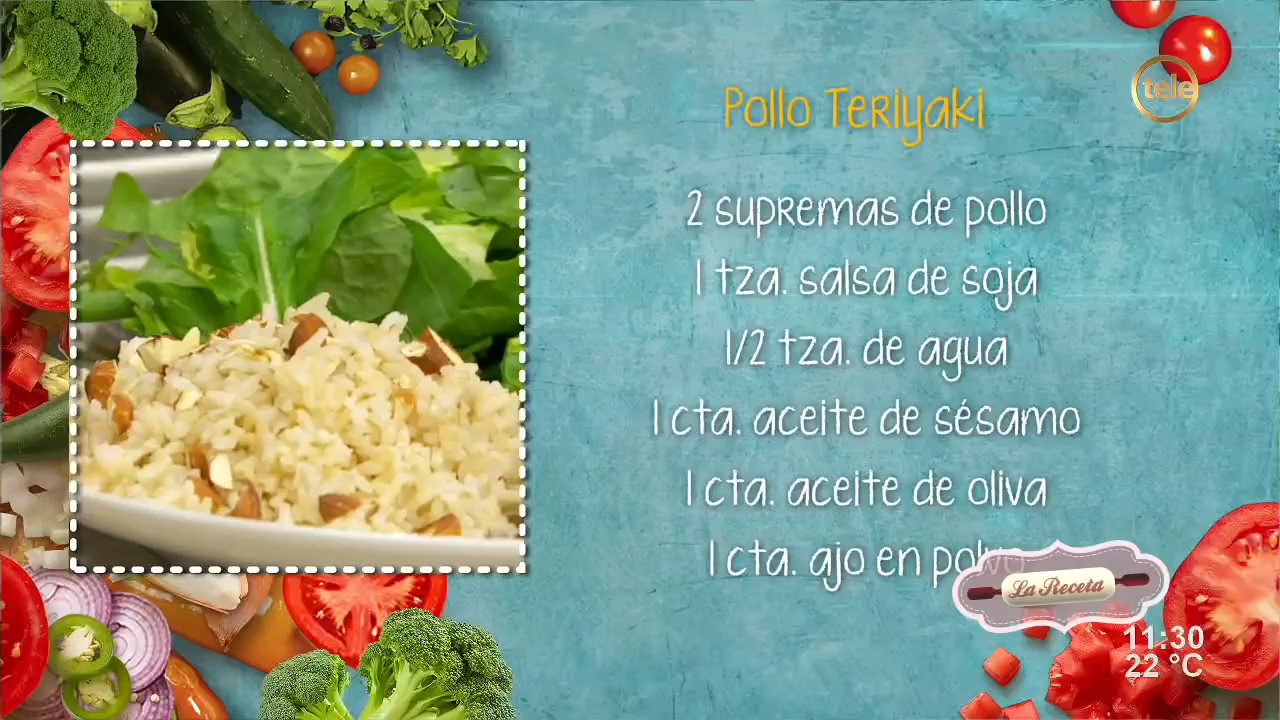 Pollo Teriyaki
tele
2 supremas de pollo
1 tza. salsa de soja
1/2 tza. de agua
1 cta. aceite de sésamo
1 cta. aceite de oliva
1 cta. ajo en polvo
La Receta
11:30
22 °C